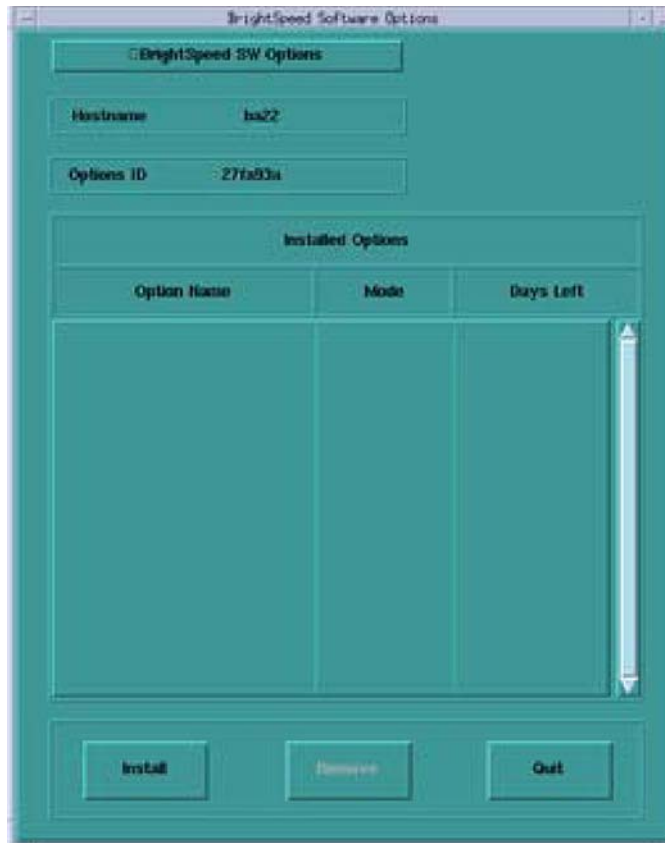 BrightSpeed Software Options
BrightSpeed SW Options
Hostname ba22
Options ID 27fa93a
Installed Options
Option Name Mode Days Left
Install Remove Quit